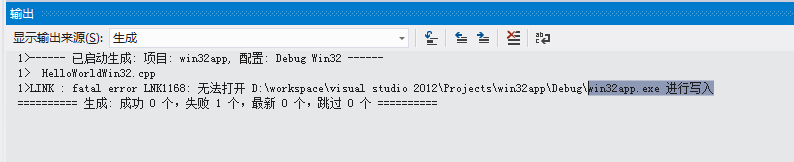 输出
显示输出来源(S): 生成
1>------ 已启动生成: 项目: win32app, 配置: Debug Win32 ------
1>  HelloWorldWin32.cpp
1>LINK : fatal error LNK1168: 无法打开 D:\workspace\visual studio 2012\Projects\win32app\Debug\win32app.exe 进行写入
========== 生成: 成功 0 个，失败 1 个，最新 0 个，跳过 0 个 ==========